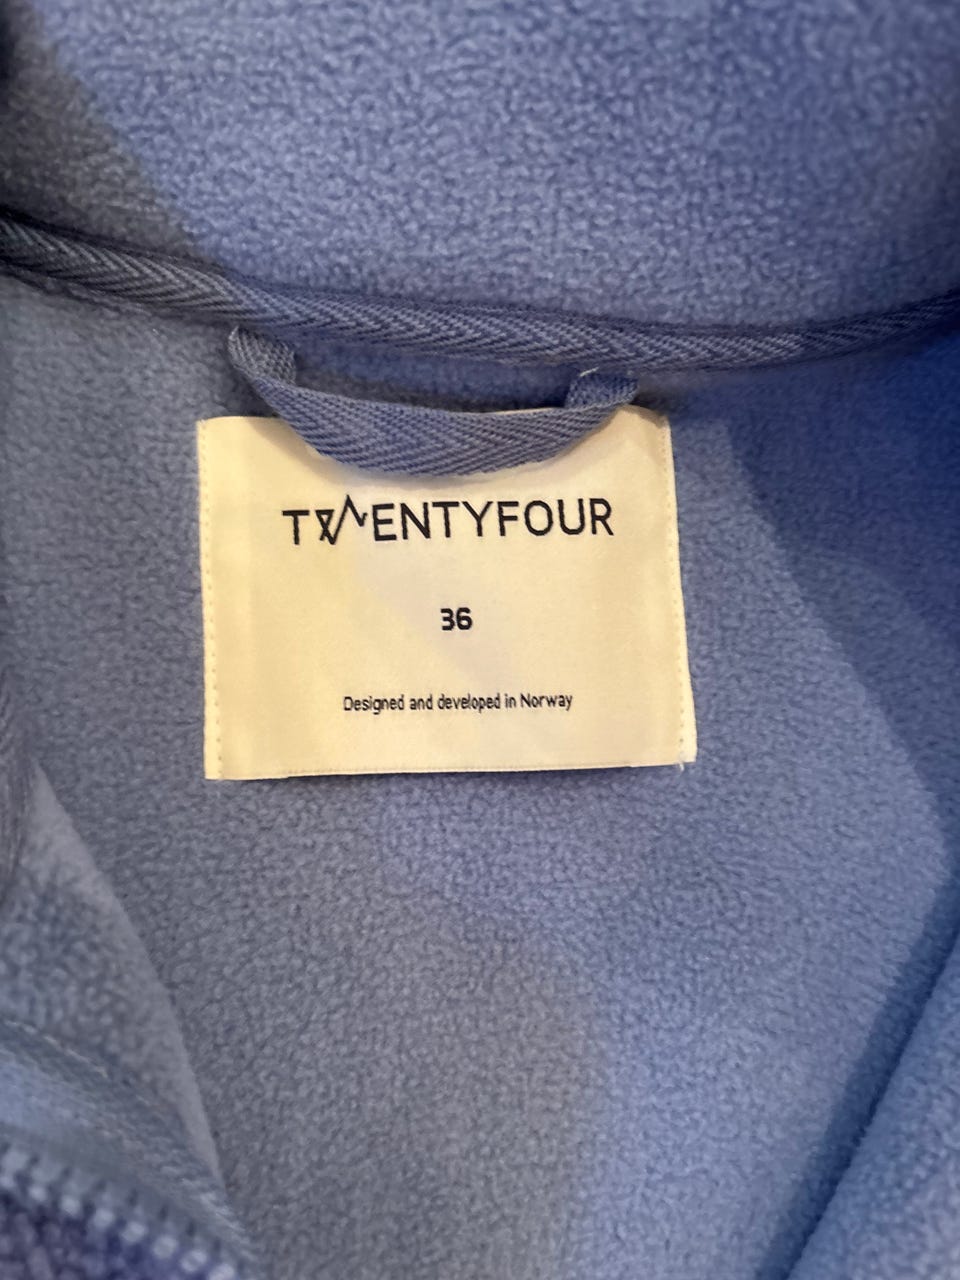 TWENTYFOUR
36
Designed and developed in Norway